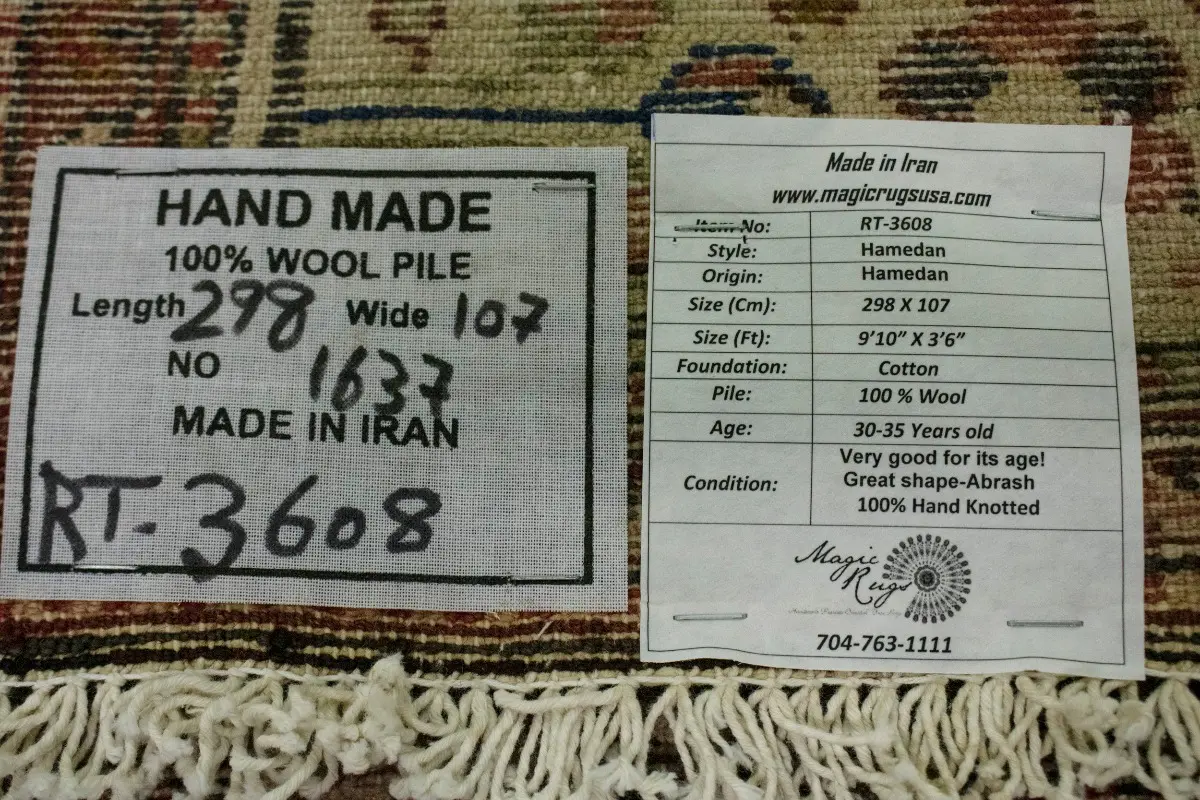 HAND MADE
100% WOOL PILE
Length 298 Wide 107
NO 1637
MADE IN IRAN
RT-3608
Made in Iran
www.magicrugsusa.com
Item No: RT-3608
Style: Hamedan
Origin: Hamedan
Size (Cm): 298 X 107
Size (Ft): 9'10" X 3'6"
Foundation: Cotton
Pile: 100 % Wool
Age: 30-35 Years old
Condition: Very good for its age!
Great shape-Abrash
100% Hand Knotted
Magic
Rugs
704-763-1111